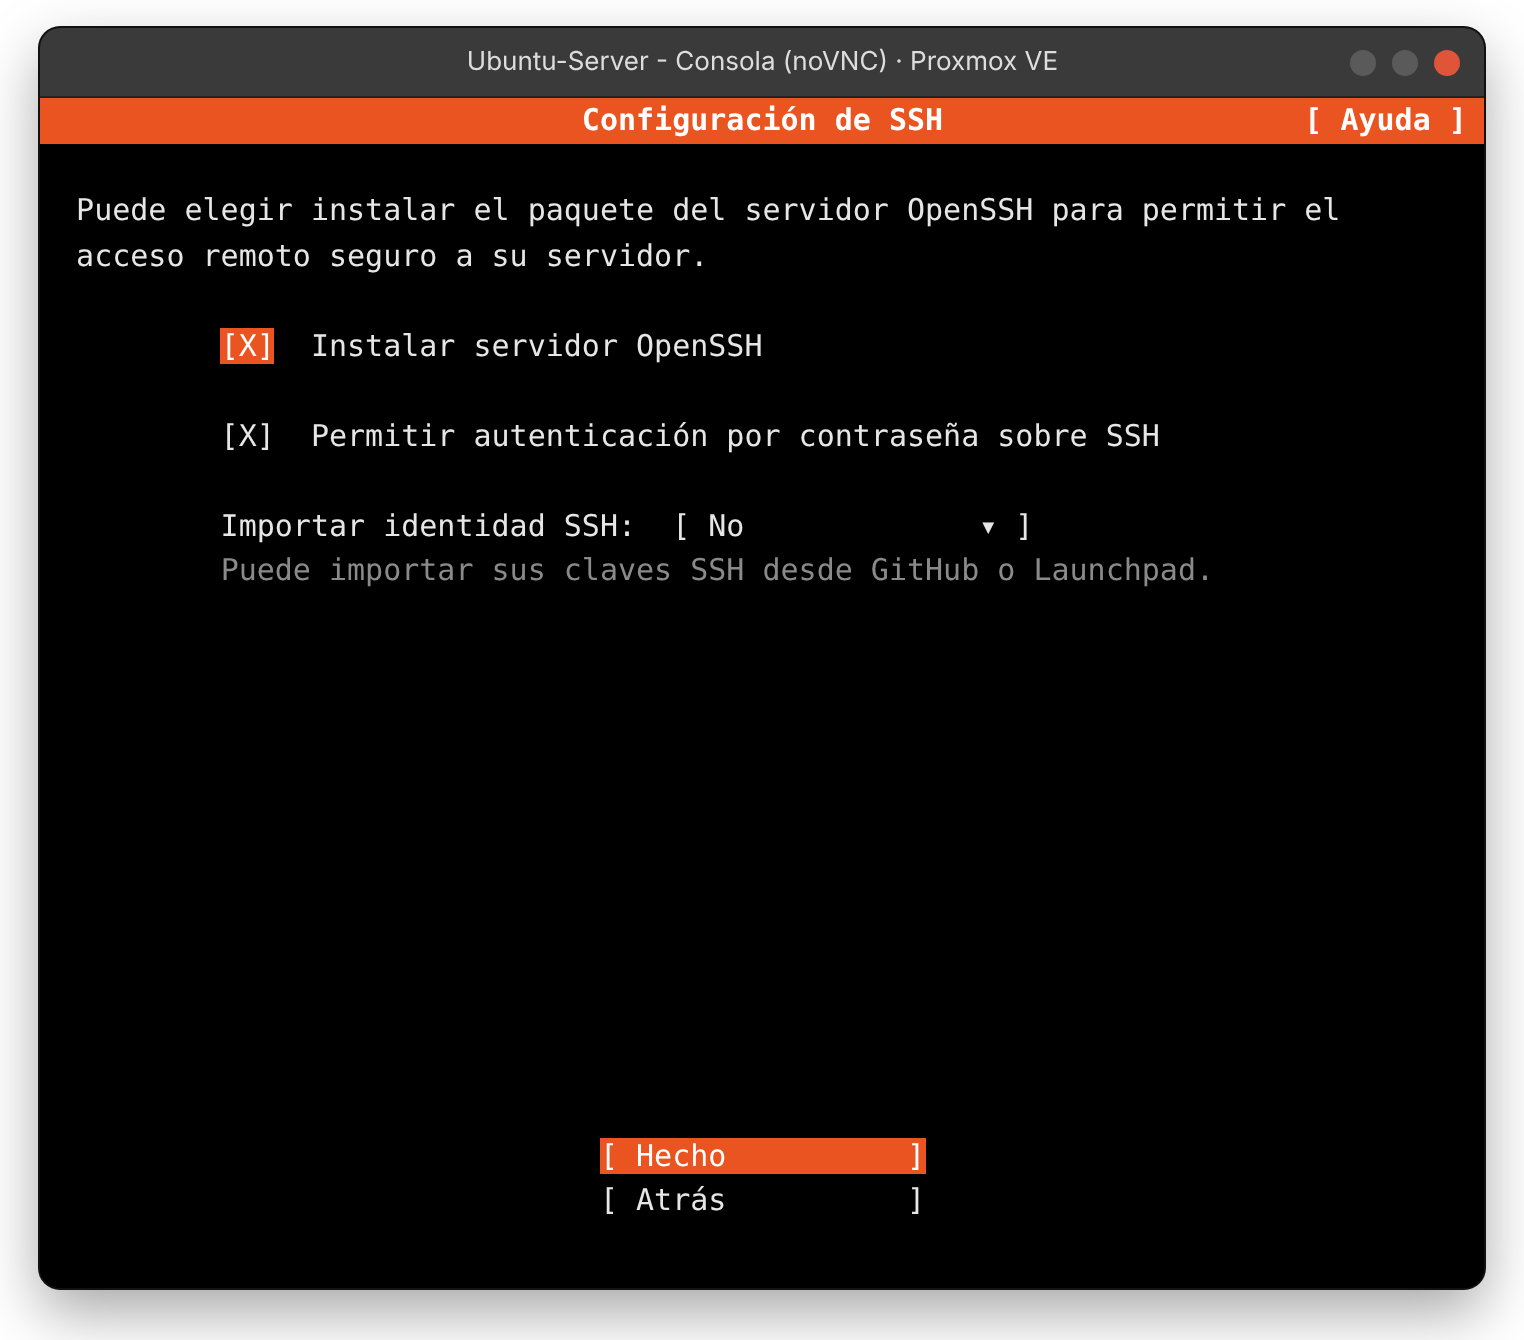 Ubuntu-Server - Consola (noVNC) · Proxmox VE
Configuración de SSH [ Ayuda ]
Puede elegir instalar el paquete del servidor OpenSSH para permitir el
acceso remoto seguro a su servidor.
[X] Instalar servidor OpenSSH
[X] Permitir autenticación por contraseña sobre SSH
Importar identidad SSH: [ No ▾ ]
Puede importar sus claves SSH desde GitHub o Launchpad.
[ Hecho ]
[ Atrás ]